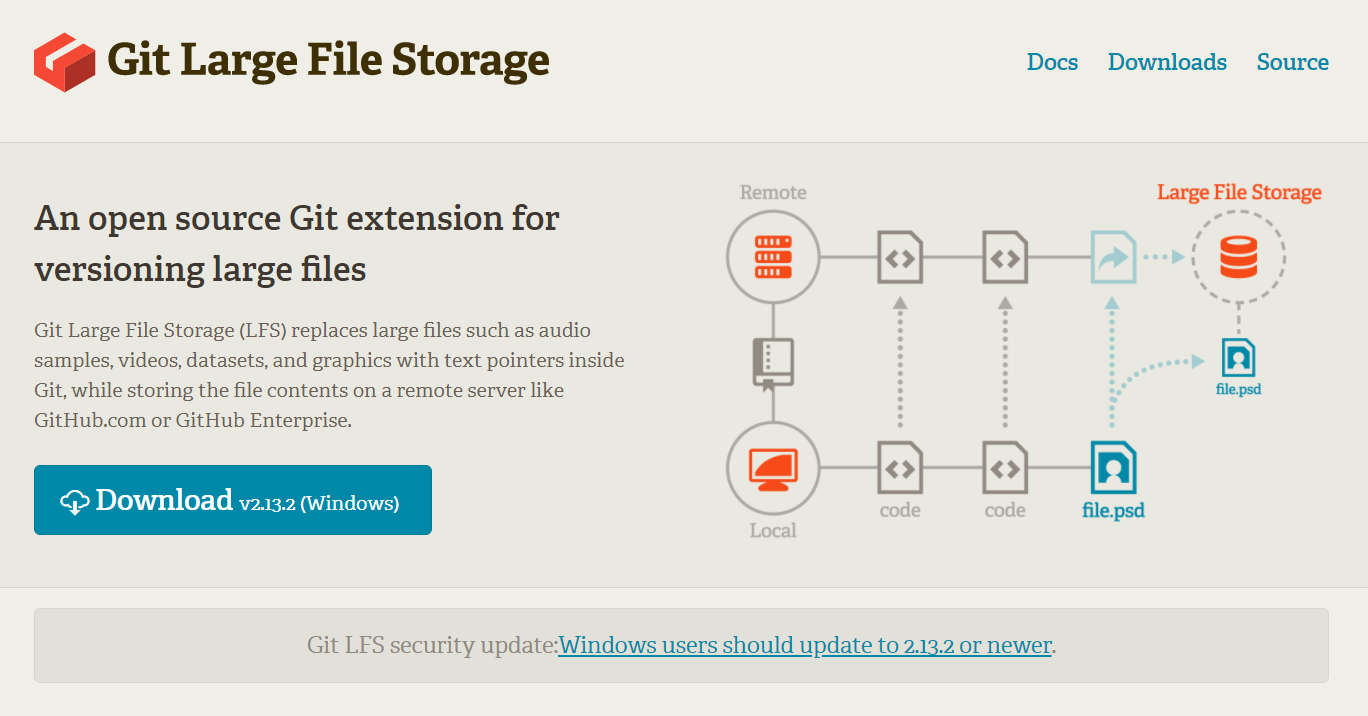 Git Large File Storage
Docs Downloads Source
An open source Git extension for
versioning large files
Git Large File Storage (LFS) replaces large files such as audio
samples, videos, datasets, and graphics with text pointers inside
Git, while storing the file contents on a remote server like
GitHub.com or GitHub Enterprise.
Download v2.13.2 (Windows)
Remote
Large File Storage
file.psd
code
code
file.psd
Local
Git LFS security update:Windows users should update to 2.13.2 or newer.